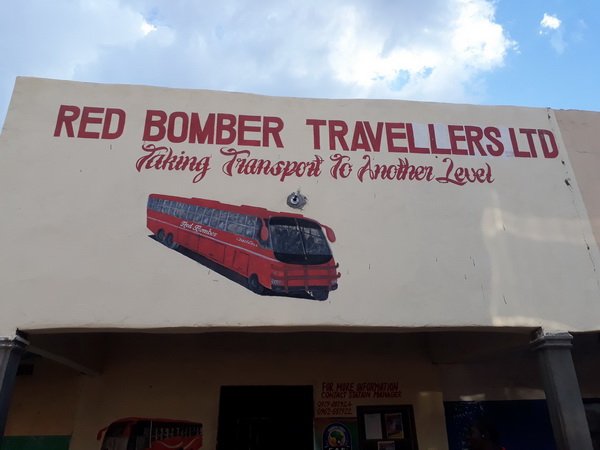 RED BOMBER TRAVELLERS LTD
Taking Transport To Another Level
Red Bomber
FOR MORE INFORMATION
CONTACT STATION MANAGER